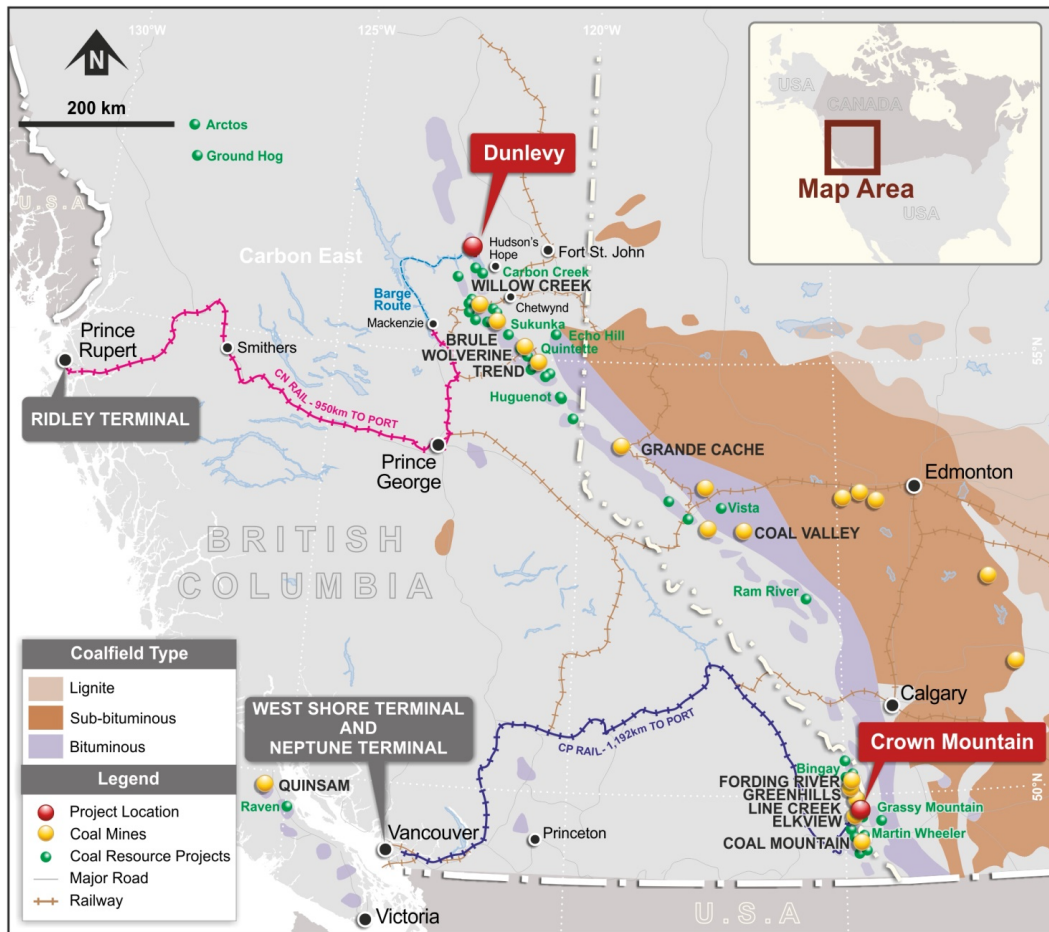 130°W
125°W
120°W
N
200 km
Arctos
Ground Hog
U.S.A
USA
CANADA
USA
Map Area
Dunlevy
Hudson's
Hope
Fort St. John
Carbon East
Carbon Creek
WILLOW CREEK
Barge
Route
Chetwynd
Mackenzie
Sukunka
Echo Hill
55°N
Prince
Rupert
Smithers
BRULE
WOLVERINE
Quintette
TREND
CN RAIL - 950km TO PORT
RIDLEY TERMINAL
Huguenot
Prince
George
GRANDE CACHE
Edmonton
Vista
COAL VALLEY
BRITISH
COLUMBIA
Ram River
Coalfield Type
Lignite
Sub-bituminous
Bituminous
Legend
Project Location
Coal Mines
Coal Resource Projects
Major Road
Railway
WEST SHORE TERMINAL
AND
NEPTUNE TERMINAL
CP RAIL - 1,192km TO PORT
Calgary
Crown Mountain
QUINSAM
Raven
Bingay
FORDING RIVER
GREENHILLS
LINE CREEK
ELKVIEW
Grassy Mountain
Martin Wheeler
COAL MOUNTAIN
50°N
Vancouver
Princeton
Victoria
U.S.A